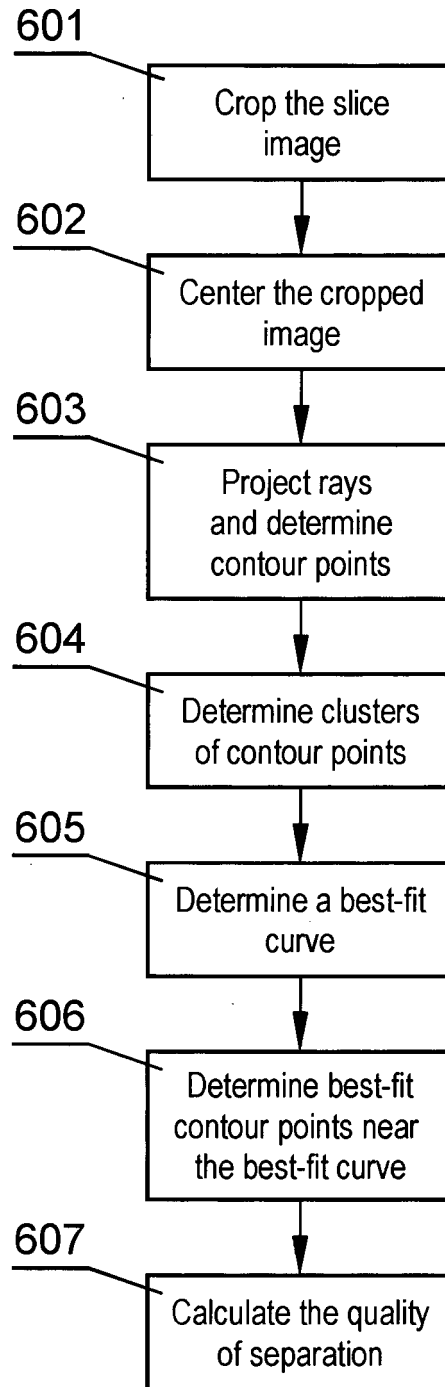 601
Crop the slice
image
602
Center the cropped
image
603
Project rays
and determine
contour points
604
Determine clusters
of contour points
605
Determine a best-fit
curve
606
Determine best-fit
contour points near
the best-fit curve
607
Calculate the quality
of separation